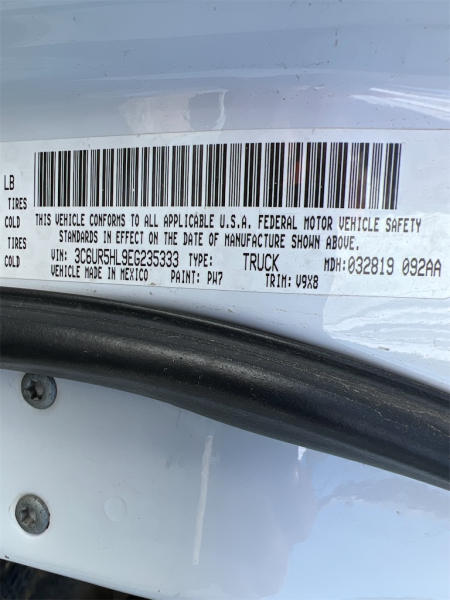 LB
TIRES
COLD
TIRES
COLD
THIS VEHICLE CONFORMS TO ALL APPLICABLE U.S.A. FEDERAL MOTOR VEHICLE SAFETY
STANDARDS IN EFFECT ON THE DATE OF MANUFACTURE SHOWN ABOVE.
VIN: 3C6UR5HL9EG235333 TYPE: TRUCK MDH:032819 092AA
VEHICLE MADE IN MEXICO PAINT: PW7 TRIM: V9X8